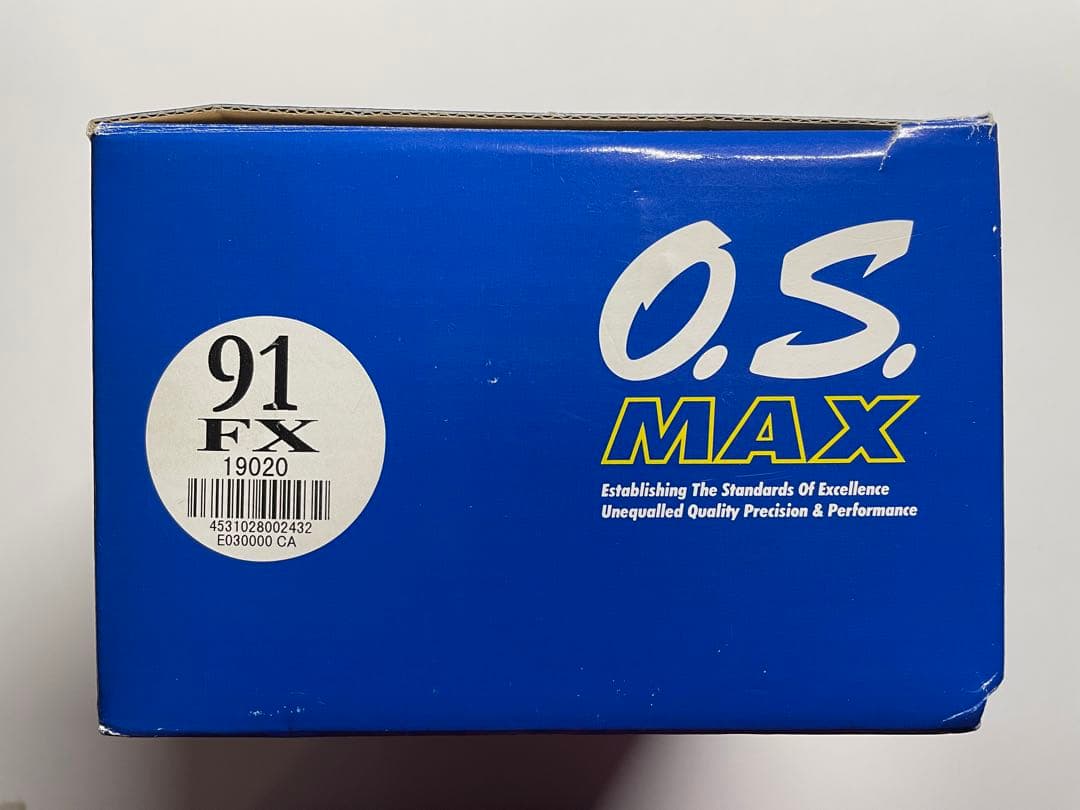 91
FX
19020
4531028002432
E030000 CA
O.S.
MAX
Establishing The Standards Of Excellence
Unequalled Quality Precision & Performance